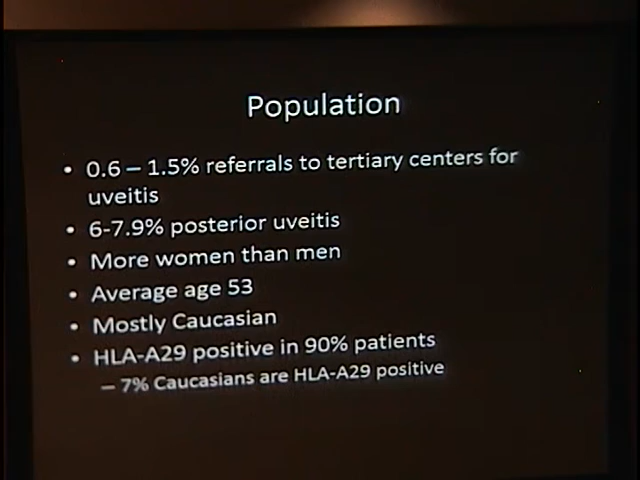 Population
• 0.6 – 1.5% referrals to tertiary centers for
uveitis
• 6-7.9% posterior uveitis
• More women than men
• Average age 53
• Mostly Caucasian
• HLA-A29 positive in 90% patients
– 7% Caucasians are HLA-A29 positive